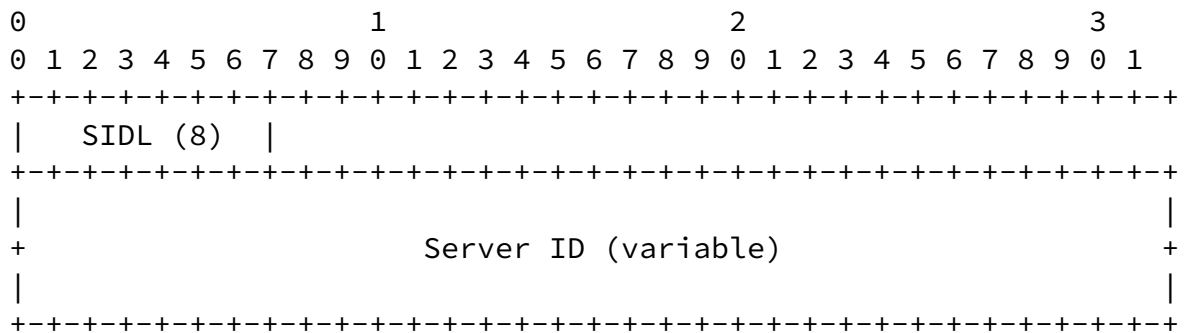 0                   1                   2                   3
0 1 2 3 4 5 6 7 8 9 0 1 2 3 4 5 6 7 8 9 0 1 2 3 4 5 6 7 8 9 0 1
+-+-+-+-+-+-+-+-+-+-+-+-+-+-+-+-+-+-+-+-+-+-+-+-+-+-+-+-+-+-+-+-+
|   SIDL (8)  |
+-+-+-+-+-+-+-+-+-+-+-+-+-+-+-+-+-+-+-+-+-+-+-+-+-+-+-+-+-+-+-+-+
|                                                               |
+                      Server ID (variable)                     +
|                                                               |
+-+-+-+-+-+-+-+-+-+-+-+-+-+-+-+-+-+-+-+-+-+-+-+-+-+-+-+-+-+-+-+-+